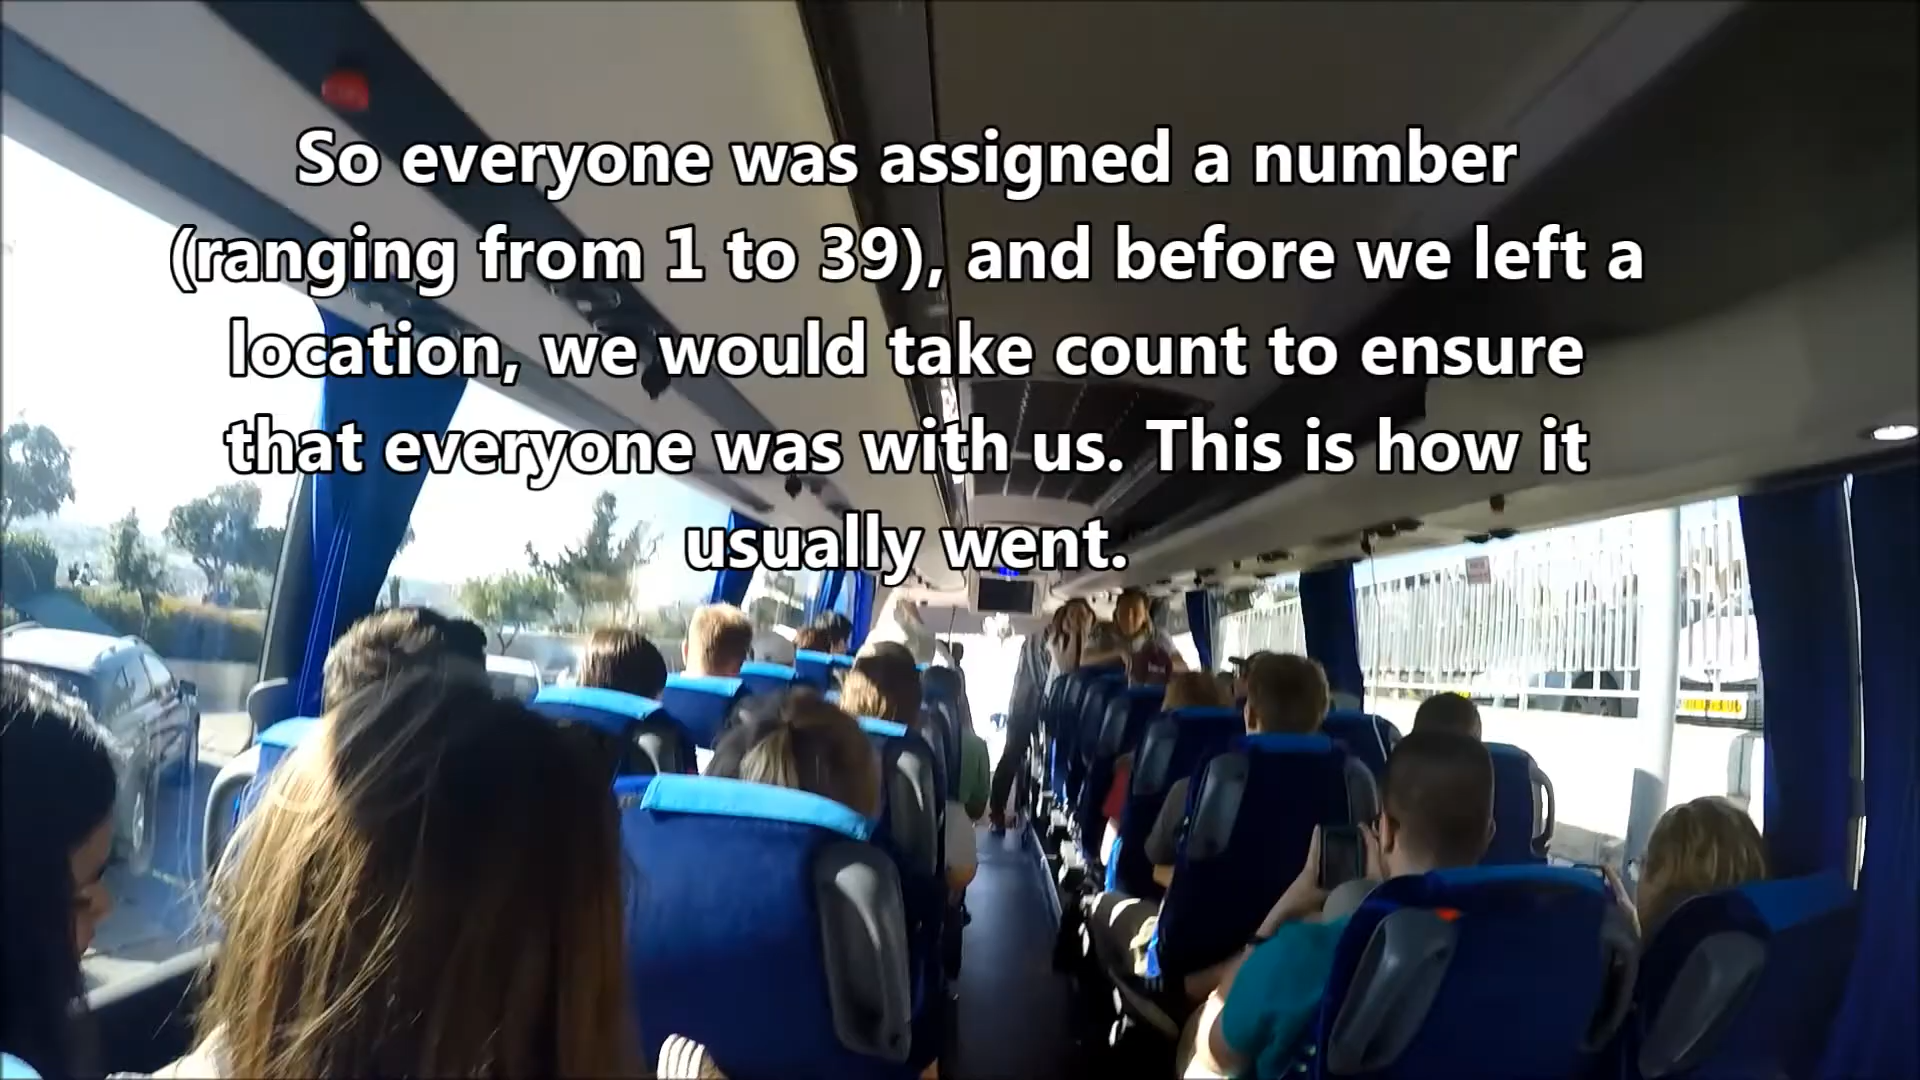 So everyone was assigned a number
(ranging from 1 to 39), and before we left a
location, we would take count to ensure
that everyone was with us. This is how it
usually went.